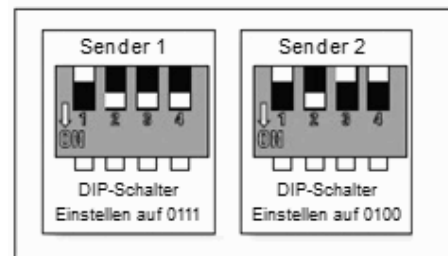 Sender 1
1 2 3 4
ON
DIP-Schalter
Einstellen auf 0111
Sender 2
1 2 3 4
ON
DIP-Schalter
Einstellen auf 0100